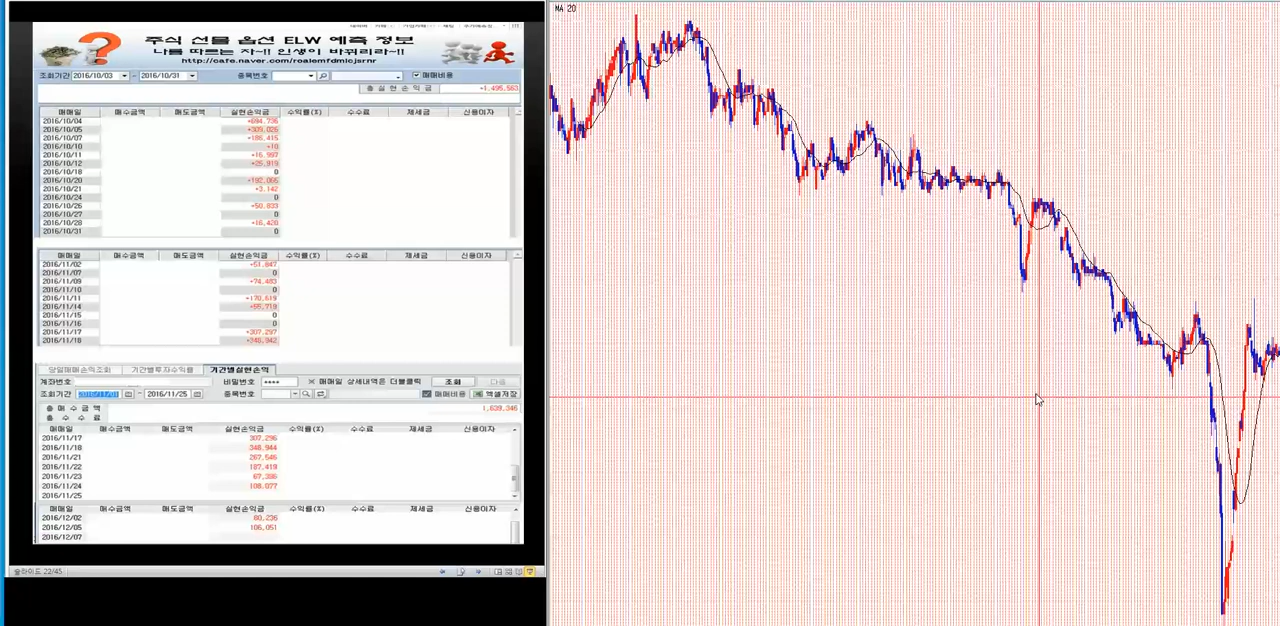 주식 선물 옵션 ELW 예측 정보
나를 따르는 자~!! 인생이 바뀌리라~!!
조회기간 2016/10/03 - 2016/10/31 종목번호 매매비용
총 실현손익금 +1,495,563
매매일 매수금액 매도금액 실현손익금 수익률(%) 수수료 제세금 신용이자
2016/10/04 +694,736
2016/10/05 +309,026
2016/10/07 +186,415
2016/10/10 +10
2016/10/11 +16,997
2016/10/12 +25,919
2016/10/18 0
2016/10/20 +192,065
2016/10/21 +3,142
2016/10/24 0
2016/10/26 +50,833
2016/10/27 0
2016/10/28 +16,420
2016/10/31 0
매매일 매수금액 매도금액 실현손익금 수익률(%) 수수료 제세금 신용이자
2016/11/02 +51,847
2016/11/07 0
2016/11/09 +74,483
2016/11/10 0
2016/11/11 +170,619
2016/11/14 +55,719
2016/11/15 0
2016/11/16 0
2016/11/17 +307,297
2016/11/18 +348,942
당일매매손익조회 기간별투자수익률 기간별실현손익
계좌번호 비밀번호 **** ※ 매매일 상세내역은 더블클릭 조회 다음
조회기간 2016/11/01 - 2016/11/25 종목번호 매매비용 엑셀저장
총 매 수 금 액 1,639,346
총 수 수 료
매매일 매수금액 매도금액 실현손익금 수익률(%) 수수료 제세금 신용이자
2016/11/17 307,296
2016/11/18 348,944
2016/11/21 267,546
2016/11/22 187,419
2016/11/23 67,386
2016/11/24 108,077
2016/11/25
매매일 매수금액 매도금액 실현손익금 수익률(%) 수수료 제세금 신용이자
2016/12/02 80,236
2016/12/05 106,051
2016/12/07
슬라이드 22/45
MA 20